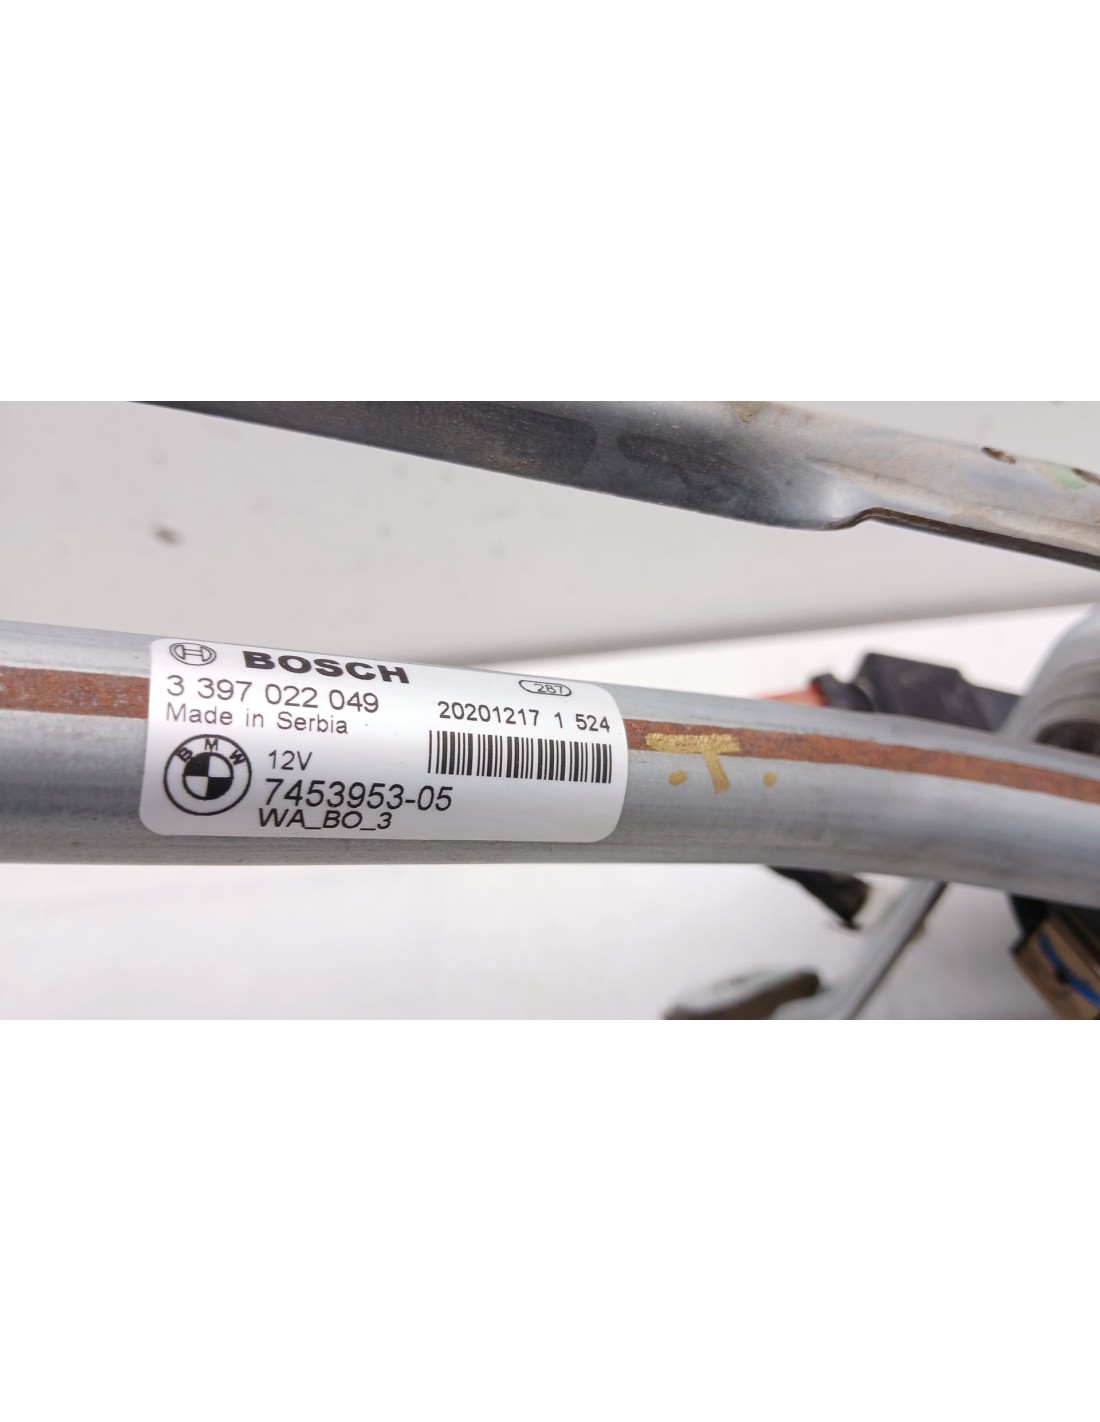 BOSCH
287
3 397 022 049
20201217 1 524
Made in Serbia
BMW
12V
7453953-05
WA_BO_3
.T.